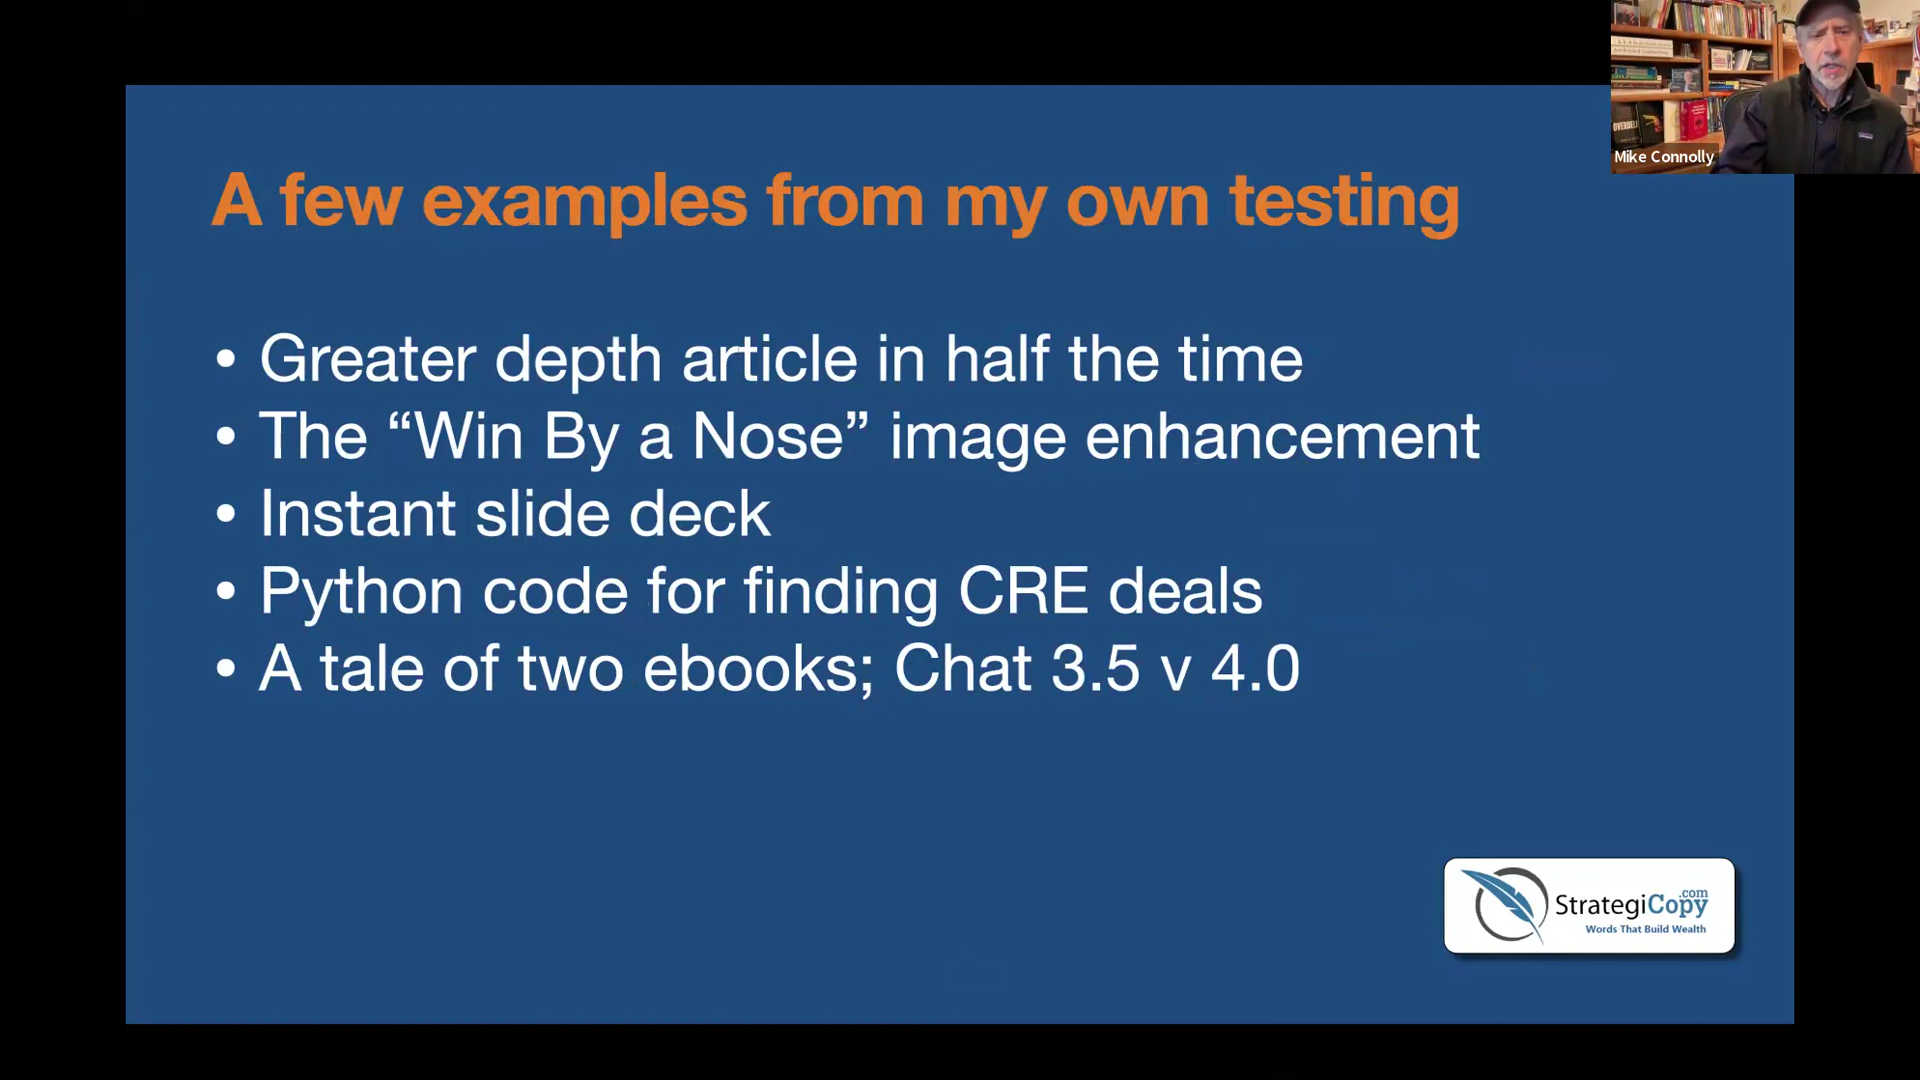 Mike Connolly
A few examples from my own testing
• Greater depth article in half the time
• The “Win By a Nose” image enhancement
• Instant slide deck
• Python code for finding CRE deals
• A tale of two ebooks; Chat 3.5 v 4.0
StrategiCopy.com
Words That Build Wealth